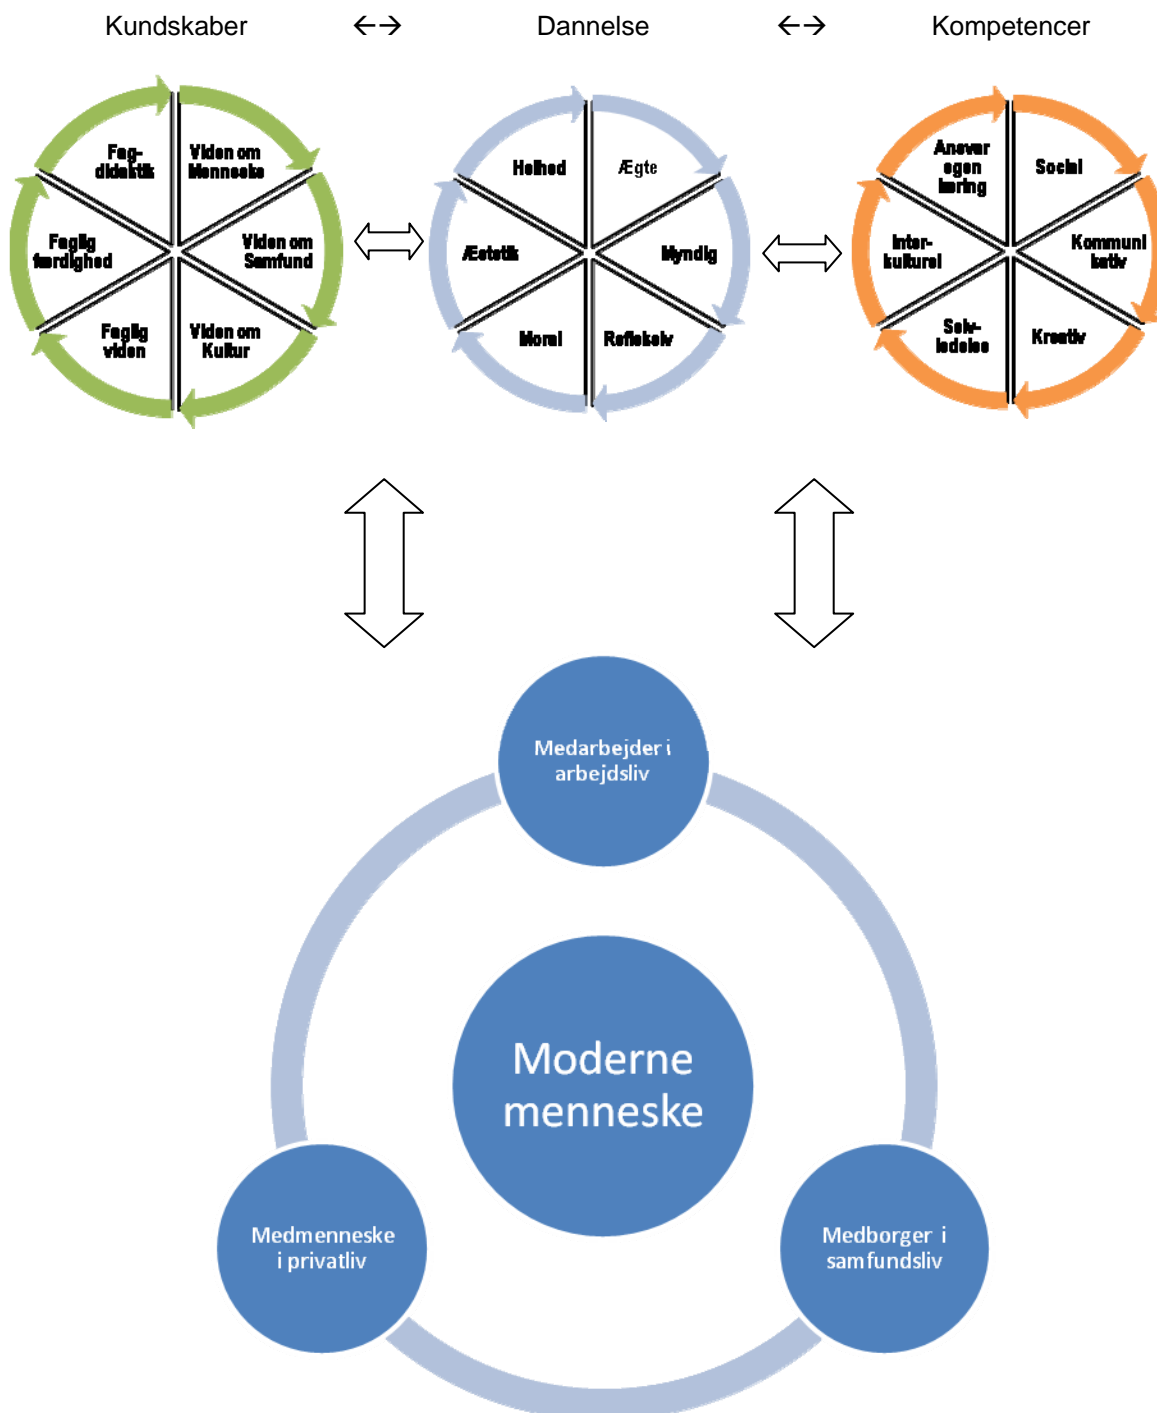 Kundskaber ←→ Dannelse ←→ Kompetencer
Fag-
didaktik
Viden om
Menneske
Viden om
Samfund
Viden om
Kultur
Faglig
viden
Faglig
færdighed
Helhed
Ægte
Myndig
Refleksiv
Moral
Æstetik
Ansvar
egen
læring
Social
Kommuni
kativ
Kreativ
Selv-
ledelse
Inter-
kulturel
Medarbejder i
arbejdsliv
Moderne
menneske
Medmenneske
i privatliv
Medborger i
samfundsliv